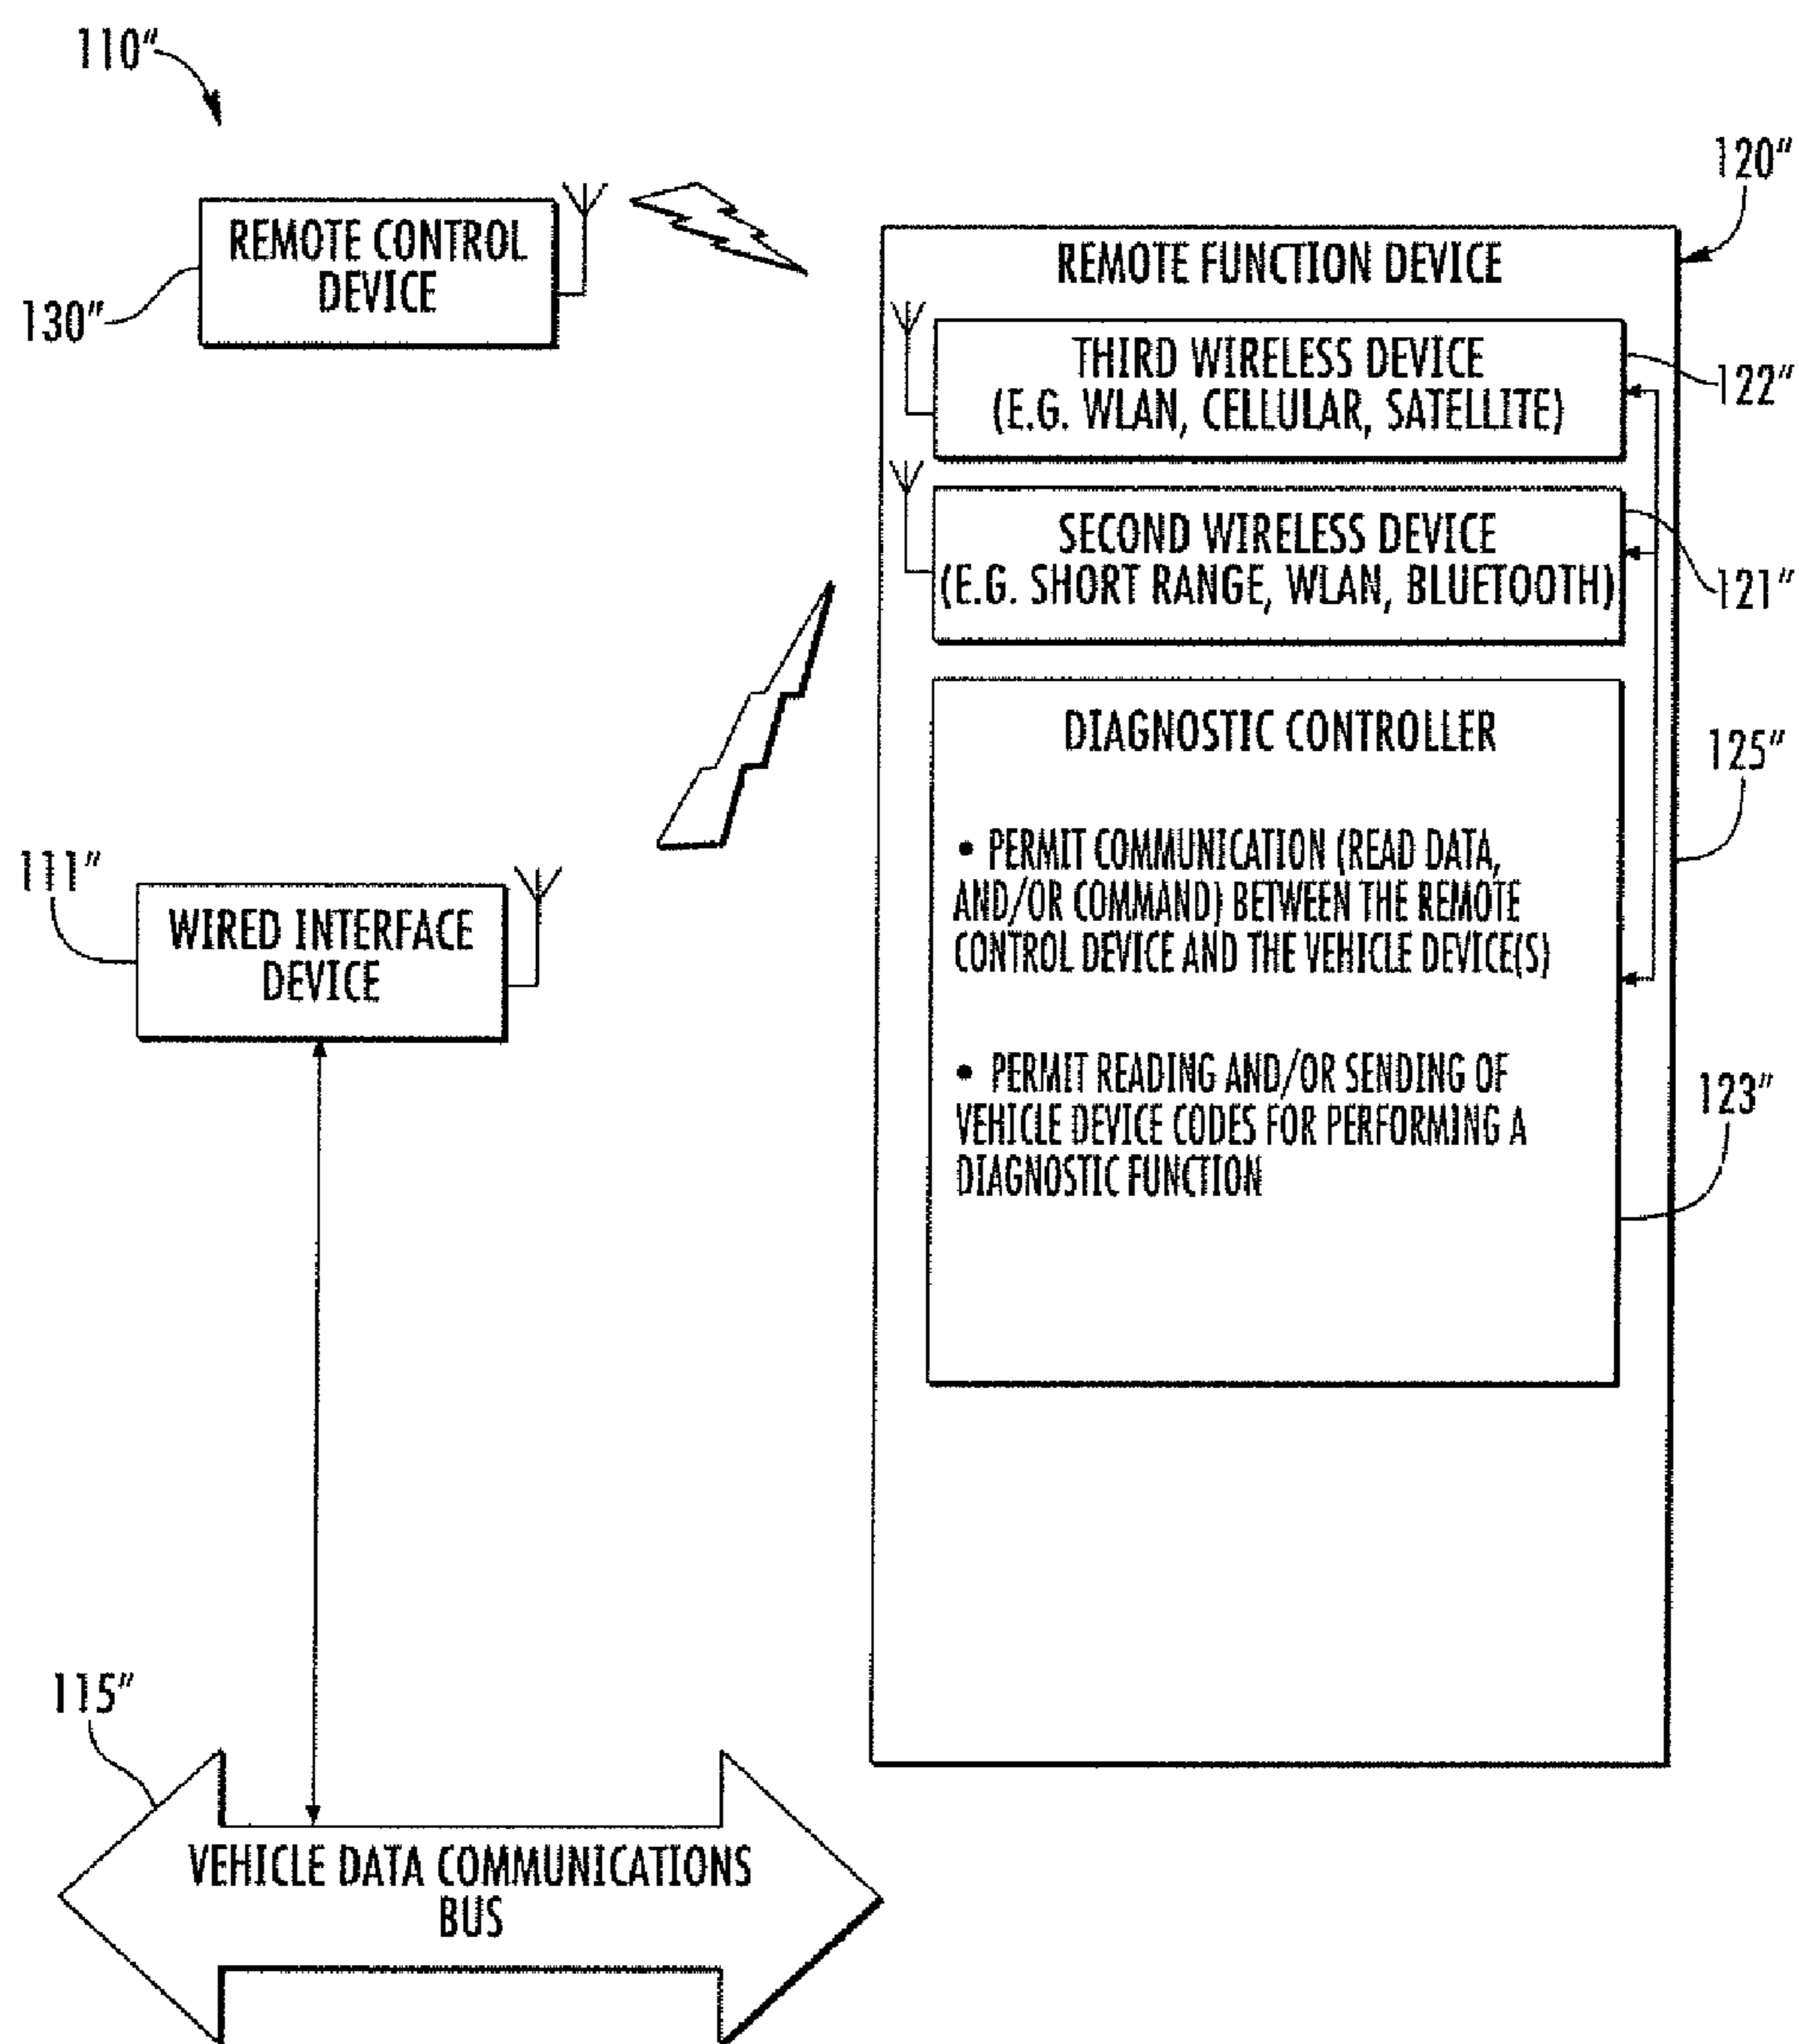 110"
120"
REMOTE CONTROL
DEVICE
130"
REMOTE FUNCTION DEVICE
THIRD WIRELESS DEVICE
(E.G. WLAN, CELLULAR, SATELLITE)
122"
SECOND WIRELESS DEVICE
(E.G. SHORT RANGE, WLAN, BLUETOOTH)
121"
DIAGNOSTIC CONTROLLER
125"
• PERMIT COMMUNICATION (READ DATA,
AND/OR COMMAND) BETWEEN THE REMOTE
CONTROL DEVICE AND THE VEHICLE DEVICE(S)
111"
WIRED INTERFACE
DEVICE
• PERMIT READING AND/OR SENDING OF
VEHICLE DEVICE CODES FOR PERFORMING A
DIAGNOSTIC FUNCTION
123"
115"
VEHICLE DATA COMMUNICATIONS
BUS